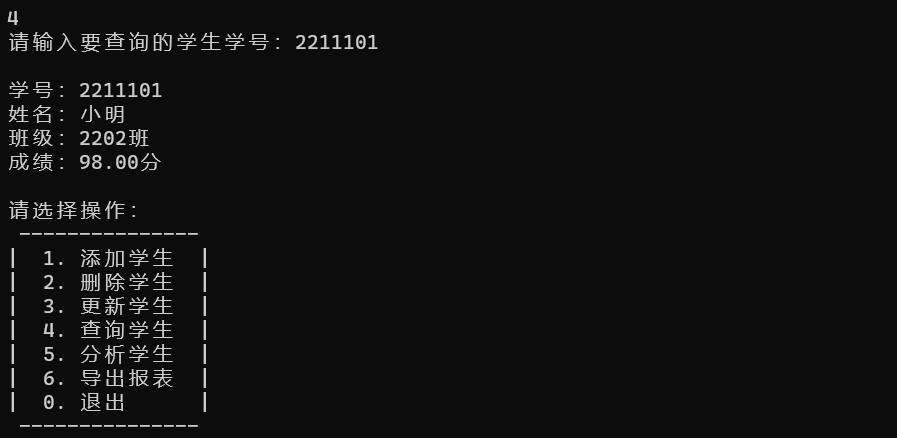 4
请输入要查询的学生学号: 2211101
学号: 2211101
姓名: 小明
班级: 2202班
成绩: 98.00分
请选择操作:
---------------
|  1. 添加学生  |
|  2. 删除学生  |
|  3. 更新学生  |
|  4. 查询学生  |
|  5. 分析学生  |
|  6. 导出报表  |
|  0. 退出      |
---------------